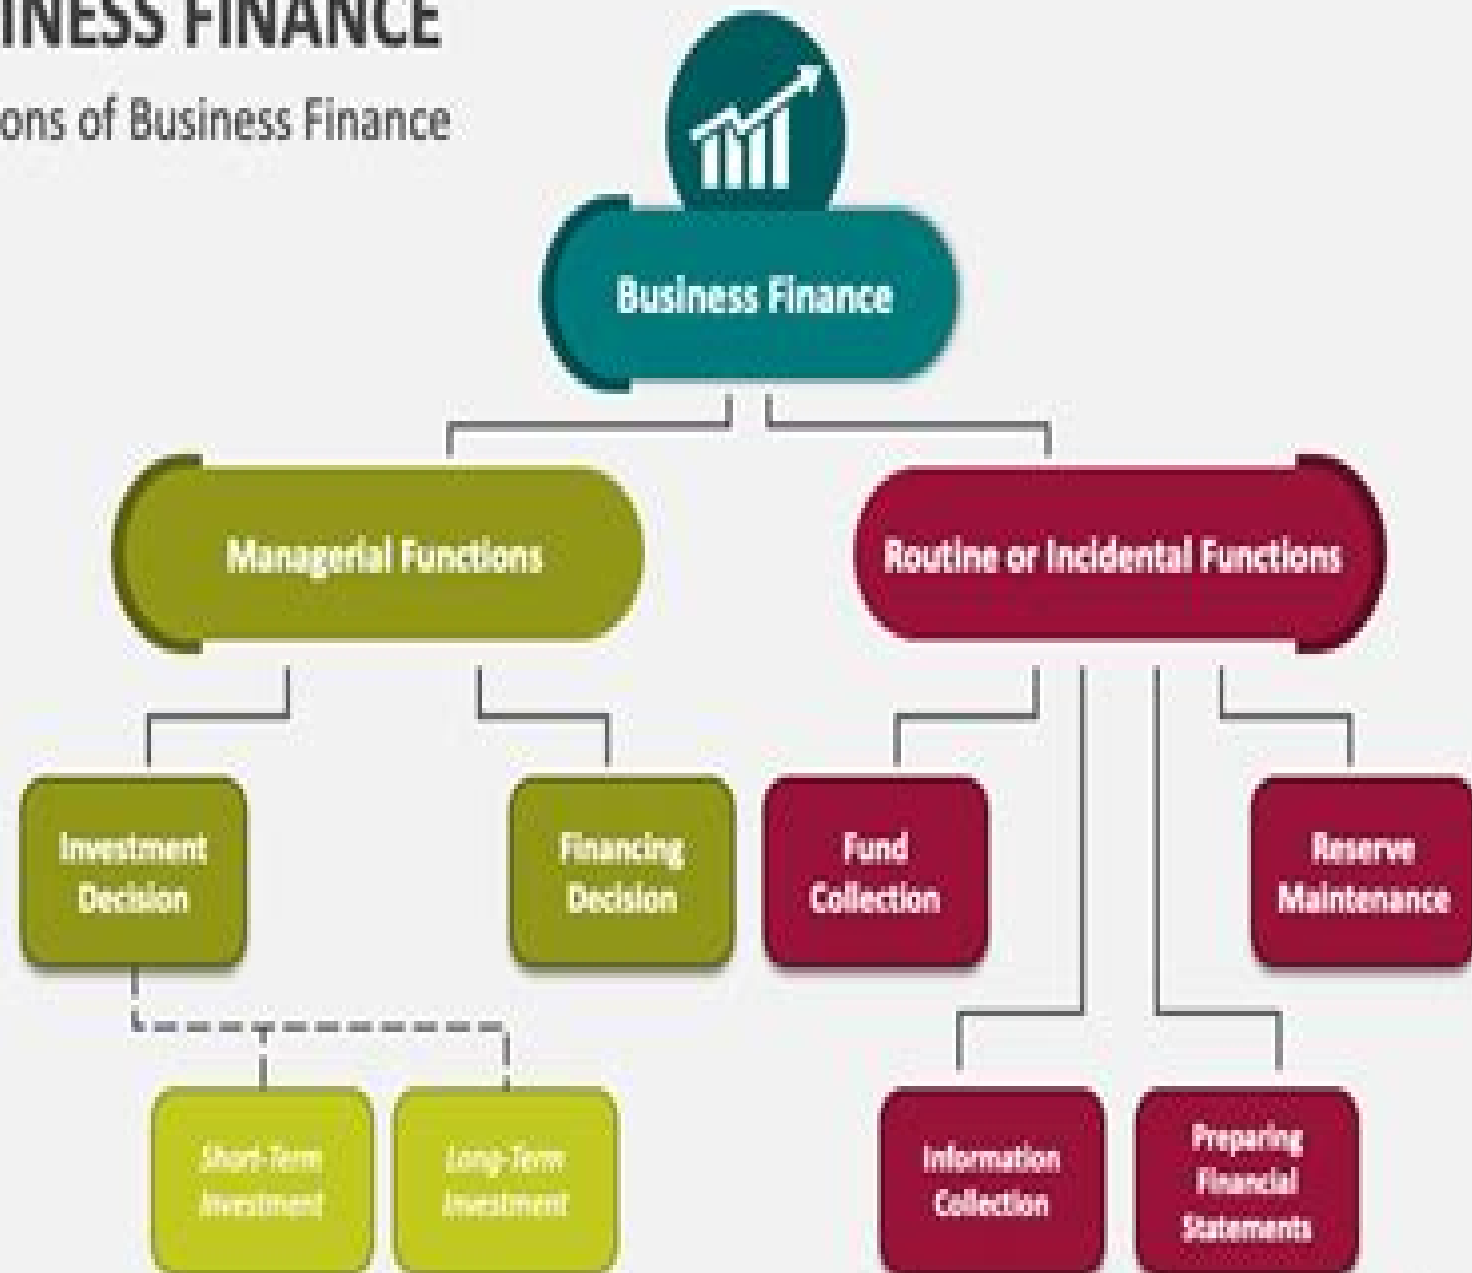 INESS FINANCE
ons of Business Finance
Business Finance
Managerial Functions
Routine or Incidental Functions
Investment
Decision
Financing
Decision
Fund
Collection
Reserve
Maintenance
Short-Term
Investment
Long-Term
Investment
Information
Collection
Preparing
Financial
Statements